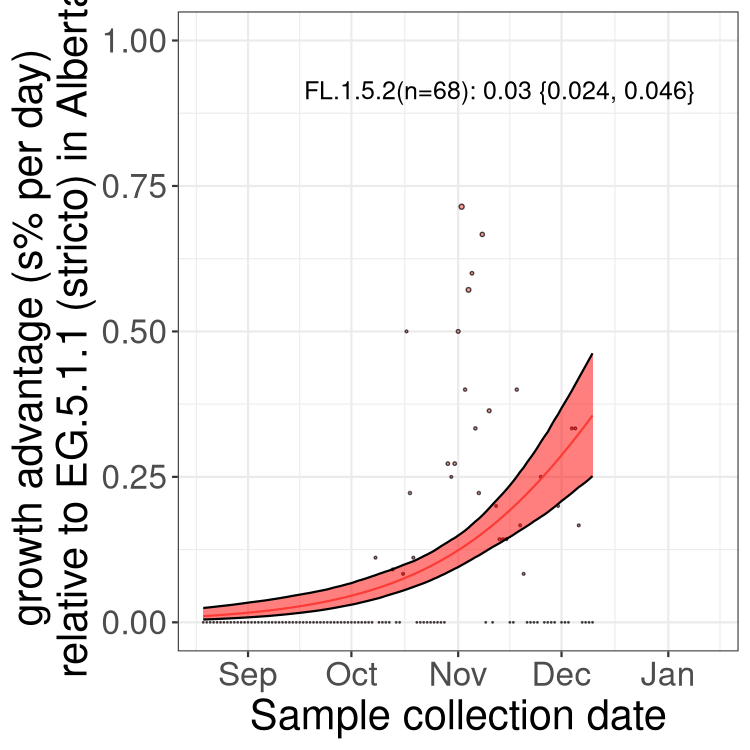 growth advantage (s% per day)
relative to EG.5.1.1 (stricto) in Alberta
1.00
0.75
0.50
0.25
0.00
FL.1.5.2(n=68): 0.03 {0.024, 0.046}
Sep Oct Nov Dec Jan
Sample collection date